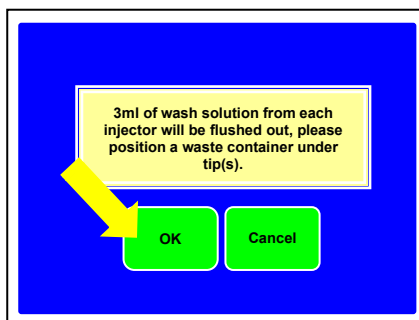 3ml of wash solution from each
injector will be flushed out, please
position a waste container under
tip(s).
OK
Cancel